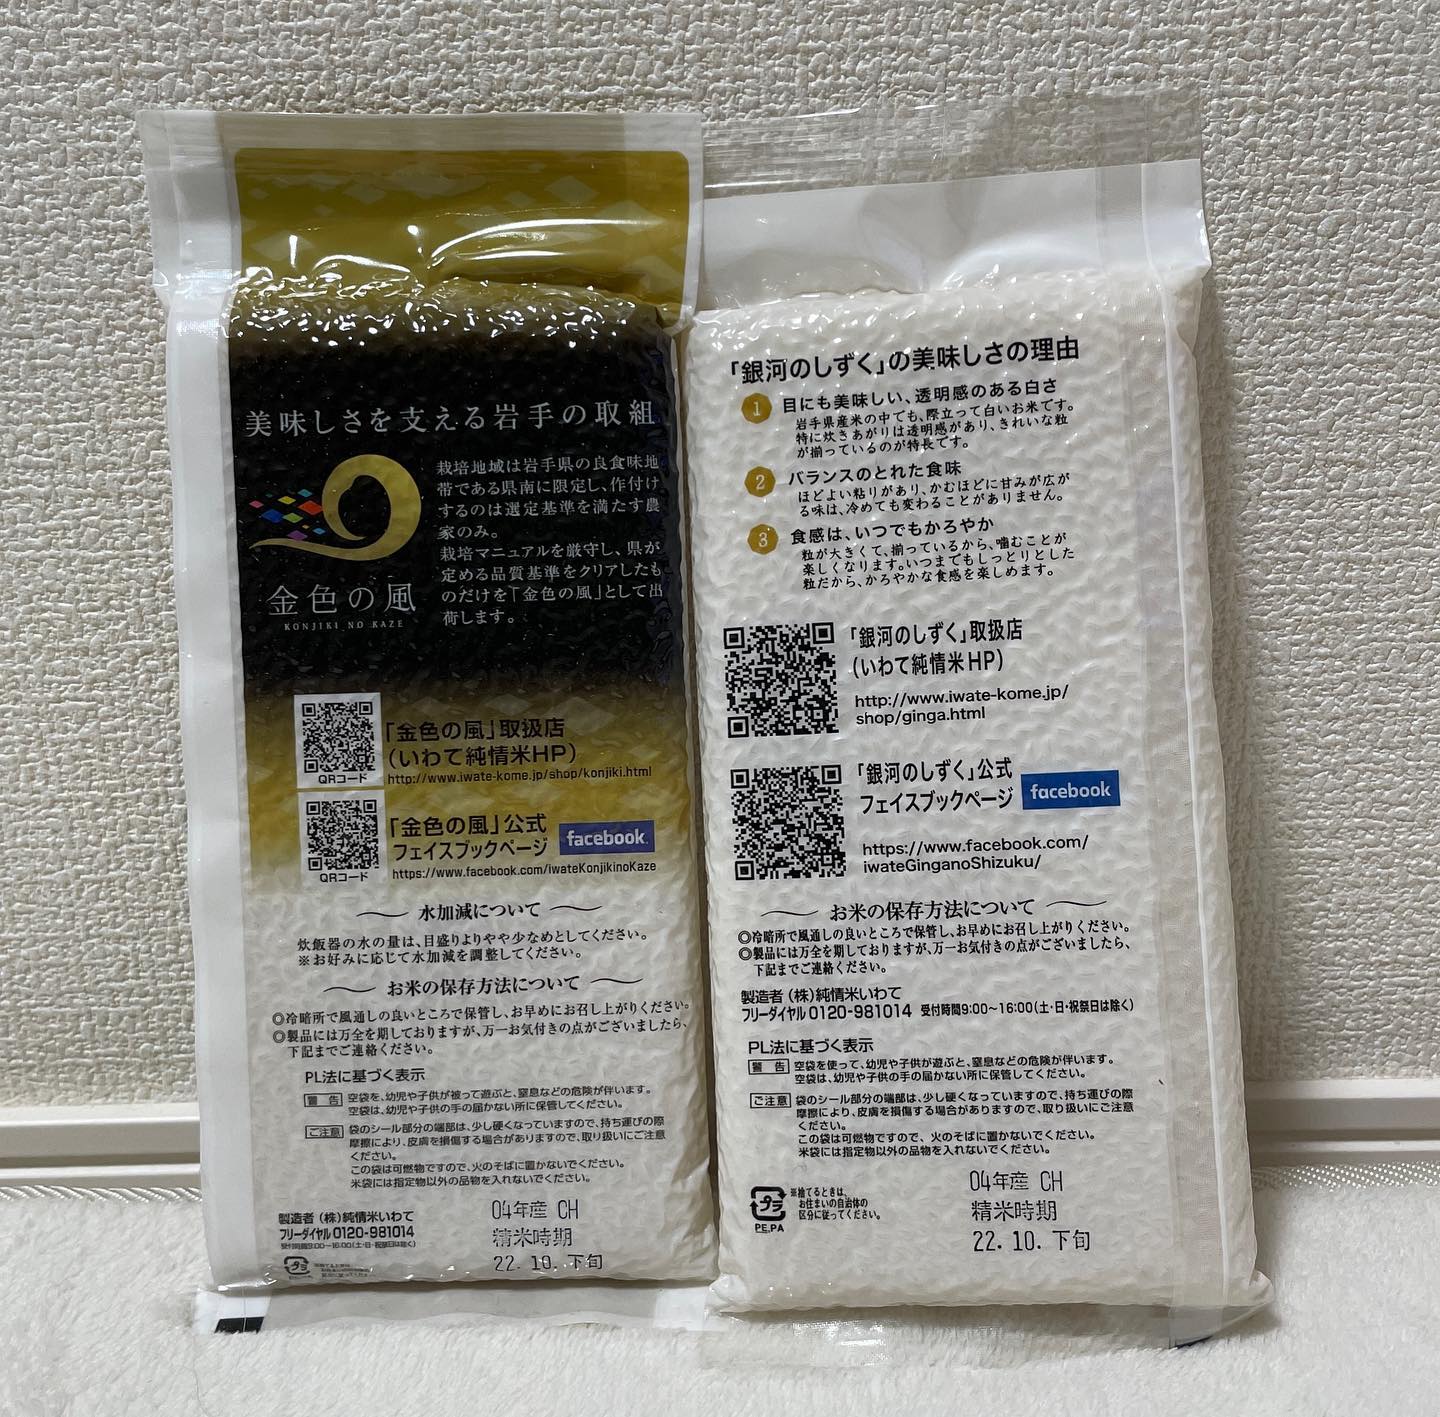 美味しさを支える岩手の取組
栽培地域は岩手県の良食味地
帯である県南に限定し、作付け
するのは選定基準を満たす農
家のみ。
栽培マニュアルを厳守し、県が
定める品質基準をクリアしたも
のだけを「金色の風」として出
荷します。
金色の風
KONJIKI NO KAZE
QRコード
「金色の風」取扱店
(いわて純情米HP)
http://www.iwate-kome.jp/shop/konjiki.html
QRコード
「金色の風」公式
フェイスブックページ facebook
https://www.facebook.com/iwateKonjikinoKaze
水加減について
炊飯器の水の量は、目盛りよりやや少なめとしてください。
※お好みに応じて水加減を調整してください。
お米の保存方法について
◎冷暗所で風通しの良いところで保管し、お早めにお召し上がりください。
◎製品には万全を期しておりますが、万一お気付きの点がございましたら、
下記までご連絡ください。
PL法に基づく表示
警告 空袋を、幼児や子供が被って遊ぶと、窒息などの危険が伴います。
空袋は、幼児や子供の手の届かない所に保管してください。
ご注意 袋のシール部分の端部は、少し硬くなっていますので、持ち運びの際
摩擦により、皮膚を損傷する場合がありますので、取り扱いにご注意
ください。
この袋は可燃物ですので、火のそばに置かないでください。
米袋には指定物以外の品物を入れないでください。
製造者 (株)純情米いわて
フリーダイヤル 0120-981014
受付時間9:00〜16:00(土・日・祝祭日は除く)
プラ
04年産 CH
精米時期
22.10.下旬
「銀河のしずく」の美味しさの理由
1 目にも美味しい、透明感のある白さ
岩手県産米の中でも、際立って白いお米です。
特に炊きあがりは透明感があり、きれいな粒
が揃っているのが特長です。
2 バランスのとれた食味
ほどよい粘りがあり、かむほどに甘みが広が
る味は、冷めても変わることがありません。
3 食感は、いつでもかろやか
粒が大きくて、揃っているから、噛むことが
楽しくなります。いつまでもしっとりとした
粒だから、かろやかな食感を楽しめます。
「銀河のしずく」取扱店
(いわて純情米HP)
http://www.iwate-kome.jp/
shop/ginga.html
「銀河のしずく」公式
フェイスブックページ facebook
https://www.facebook.com/
iwateGinganoShizuku/
お米の保存方法について
◎冷暗所で風通しの良いところで保管し、お早めにお召し上がりください。
◎製品には万全を期しておりますが、万一お気付きの点がございましたら、
下記までご連絡ください。
製造者 (株)純情米いわて
フリーダイヤル 0120-981014 受付時間9:00〜16:00(土・日・祝祭日は除く)
PL法に基づく表示
警告 空袋を使って、幼児や子供が遊ぶと、窒息などの危険が伴います。
空袋は、幼児や子供の手の届かない所に保管してください。
ご注意 袋のシール部分の端部は、少し硬くなっていますので、持ち運びの際
摩擦により、皮膚を損傷する場合がありますので、取り扱いにご注意
ください。
この袋は可燃物ですので、火のそばに置かないでください。
米袋には指定物以外の品物を入れないでください。
プラ
PE,PA
※捨てるときは、
お住まいの自治体の
区分に従ってください。
04年産 CH
精米時期
22.10.下旬